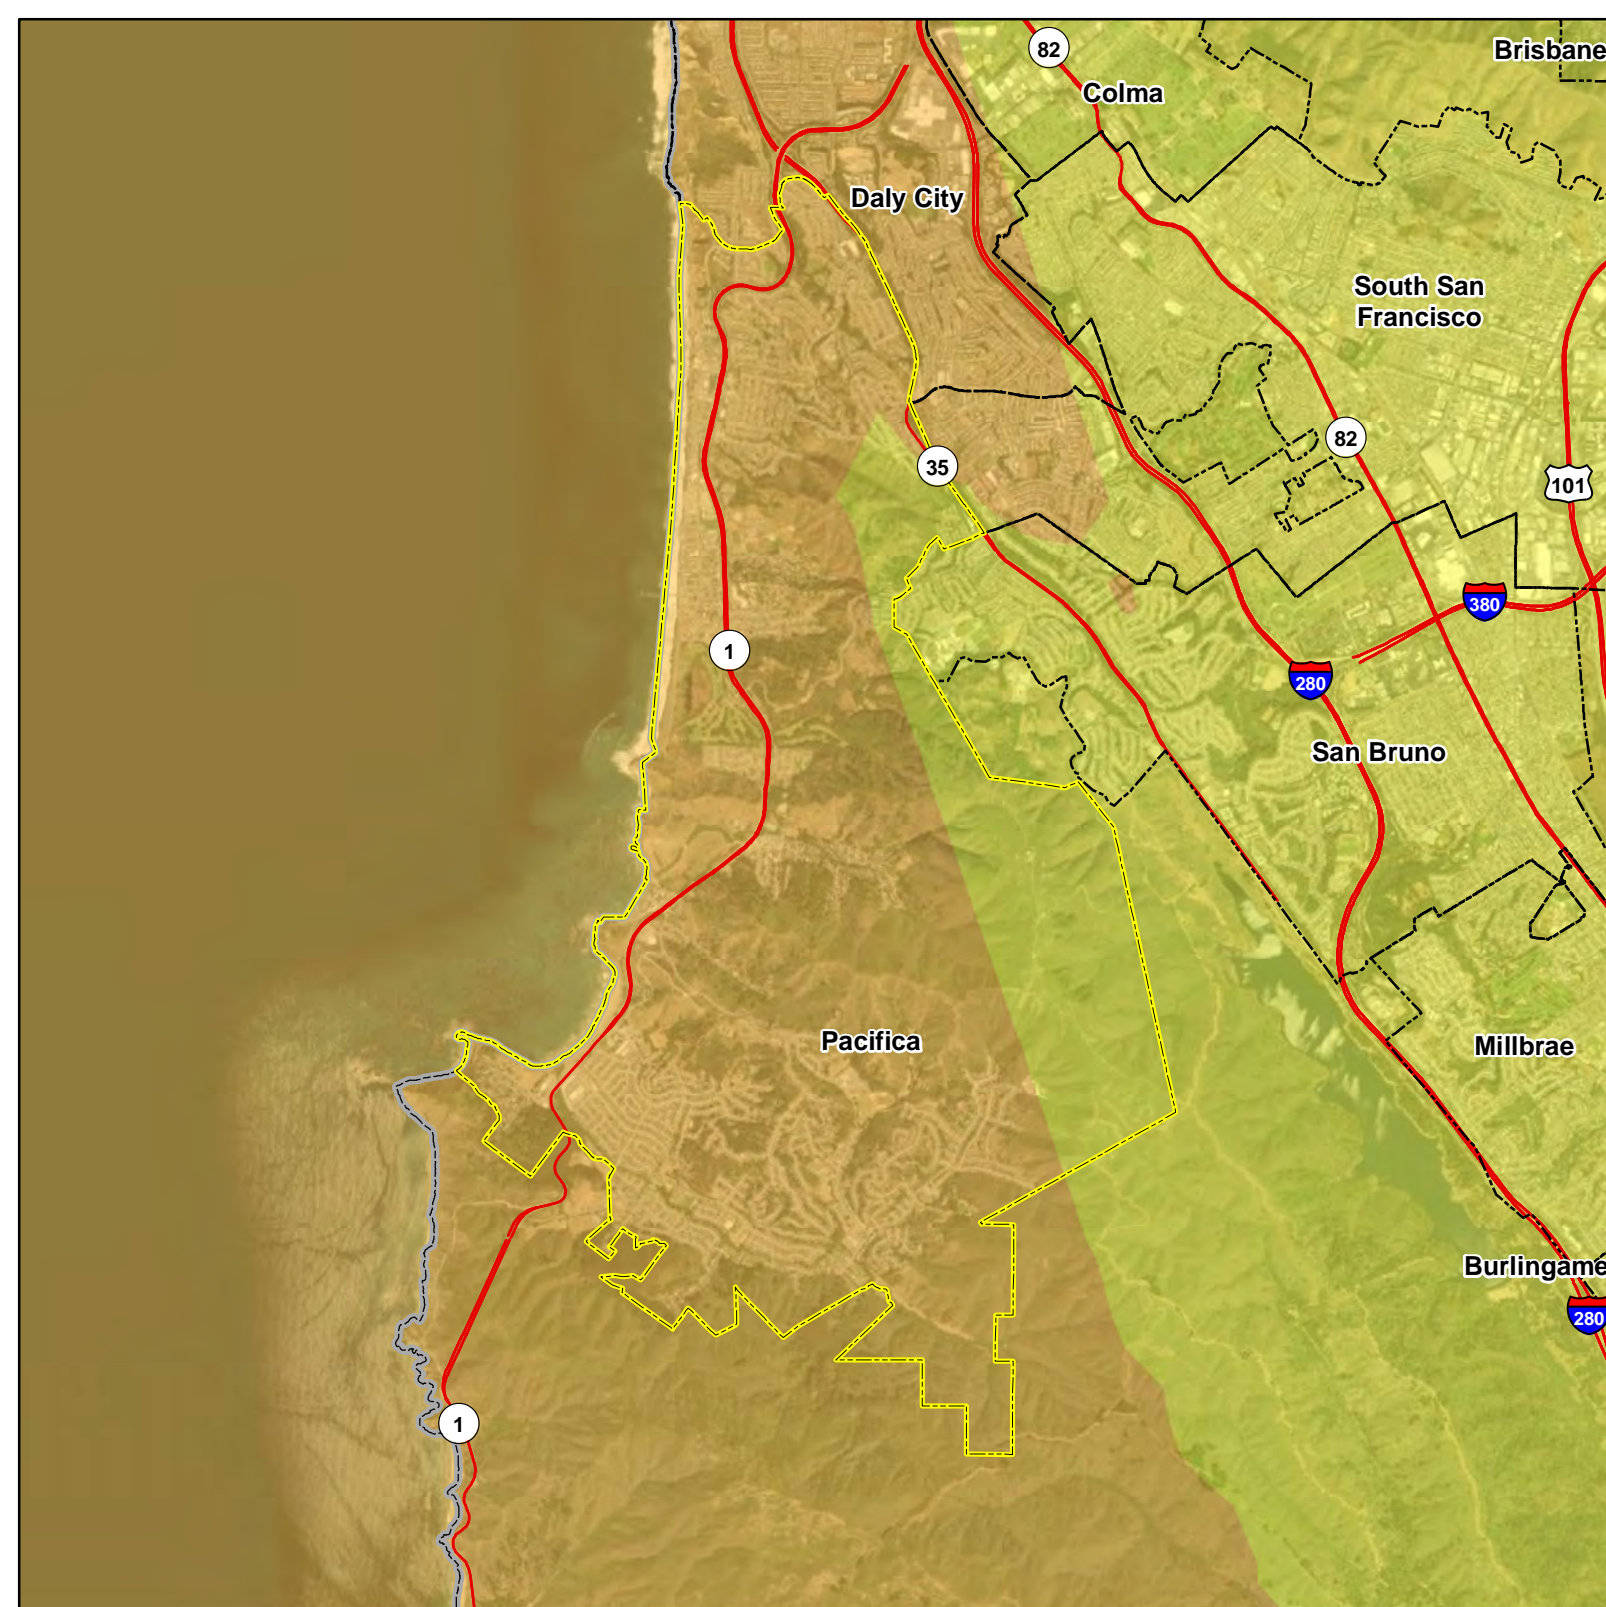 82
Brisbane
Colma
Daly City
South San
Francisco
82
35
101
380
1
280
San Bruno
Pacifica
Millbrae
Burlingame
280
1